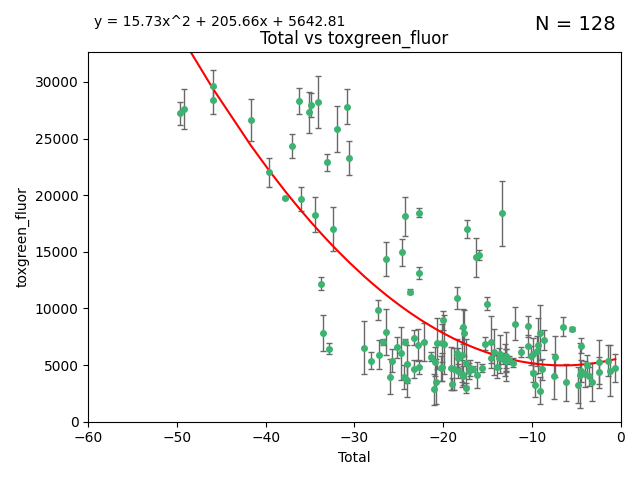 y = 15.73x^2 + 205.66x + 5642.81
N = 128
Total vs toxgreen_fluor
30000
25000
20000
15000
10000
5000
0
toxgreen_fluor
−60
−50
−40
−30
−20
−10
0
Total